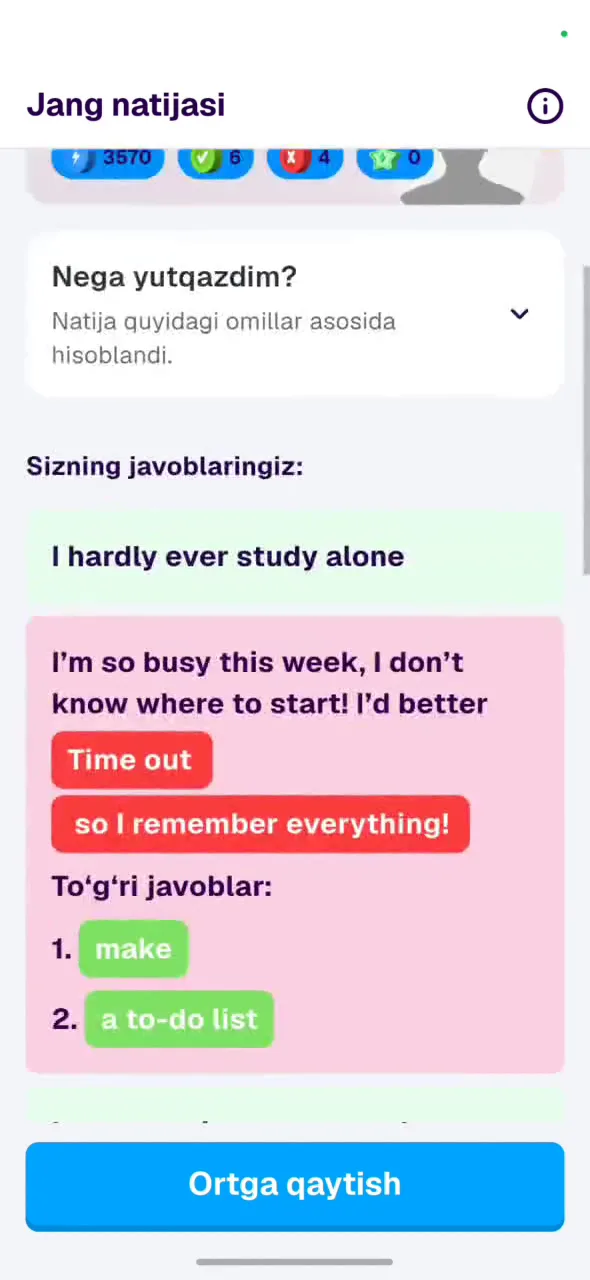 Jang natijasi
3570 6 4 0
Nega yutqazdim?
Natija quyidagi omillar asosida
hisoblandi.
Sizning javoblaringiz:
I hardly ever study alone
I’m so busy this week, I don’t
know where to start! I’d better
Time out
so I remember everything!
To‘g‘ri javoblar:
1. make
2. a to-do list
Ortga qaytish